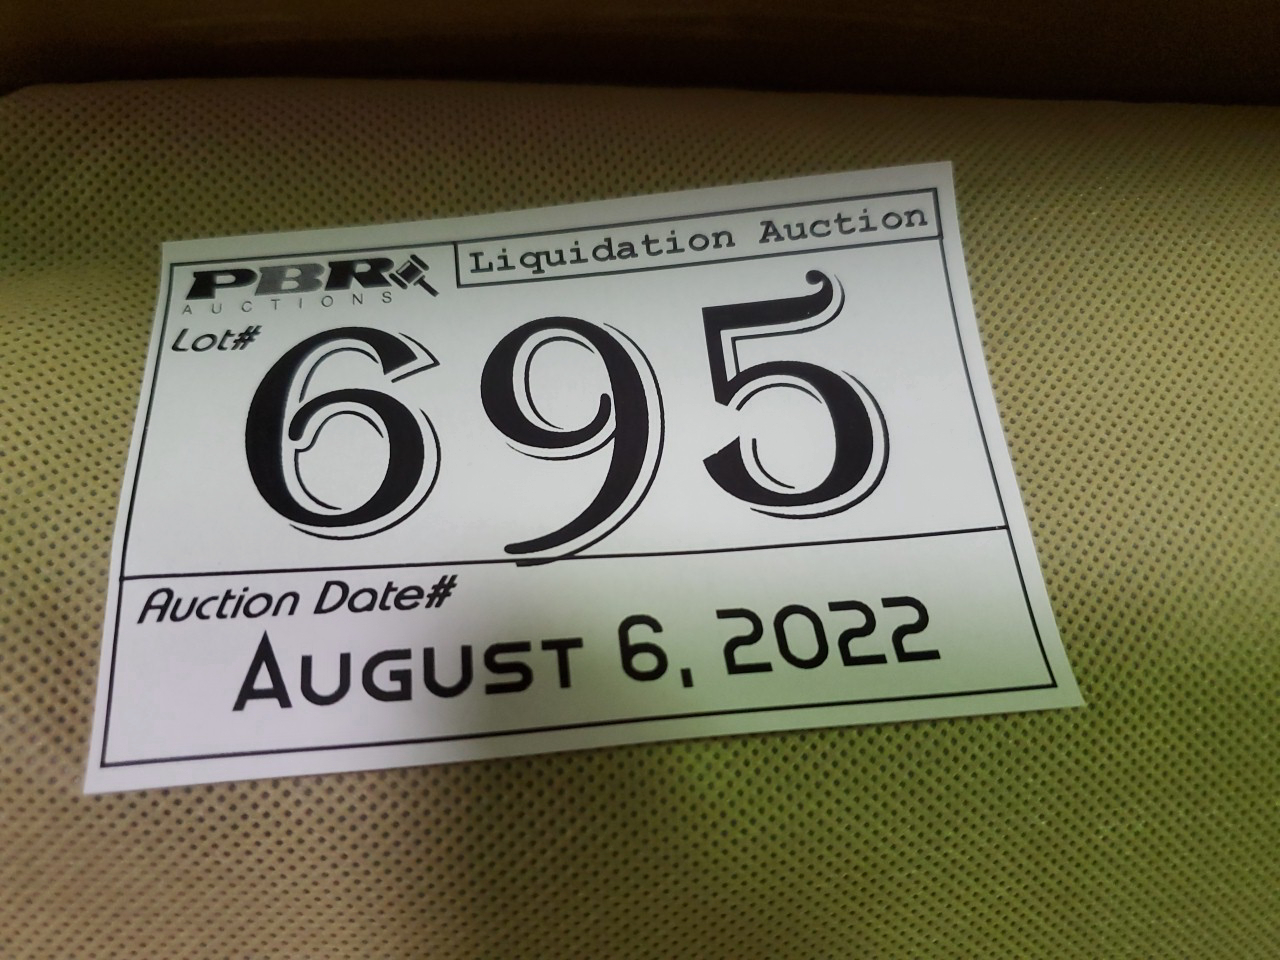 PBR
AUCTIONS
Liquidation Auction
Lot#
695
Auction Date#
August 6, 2022